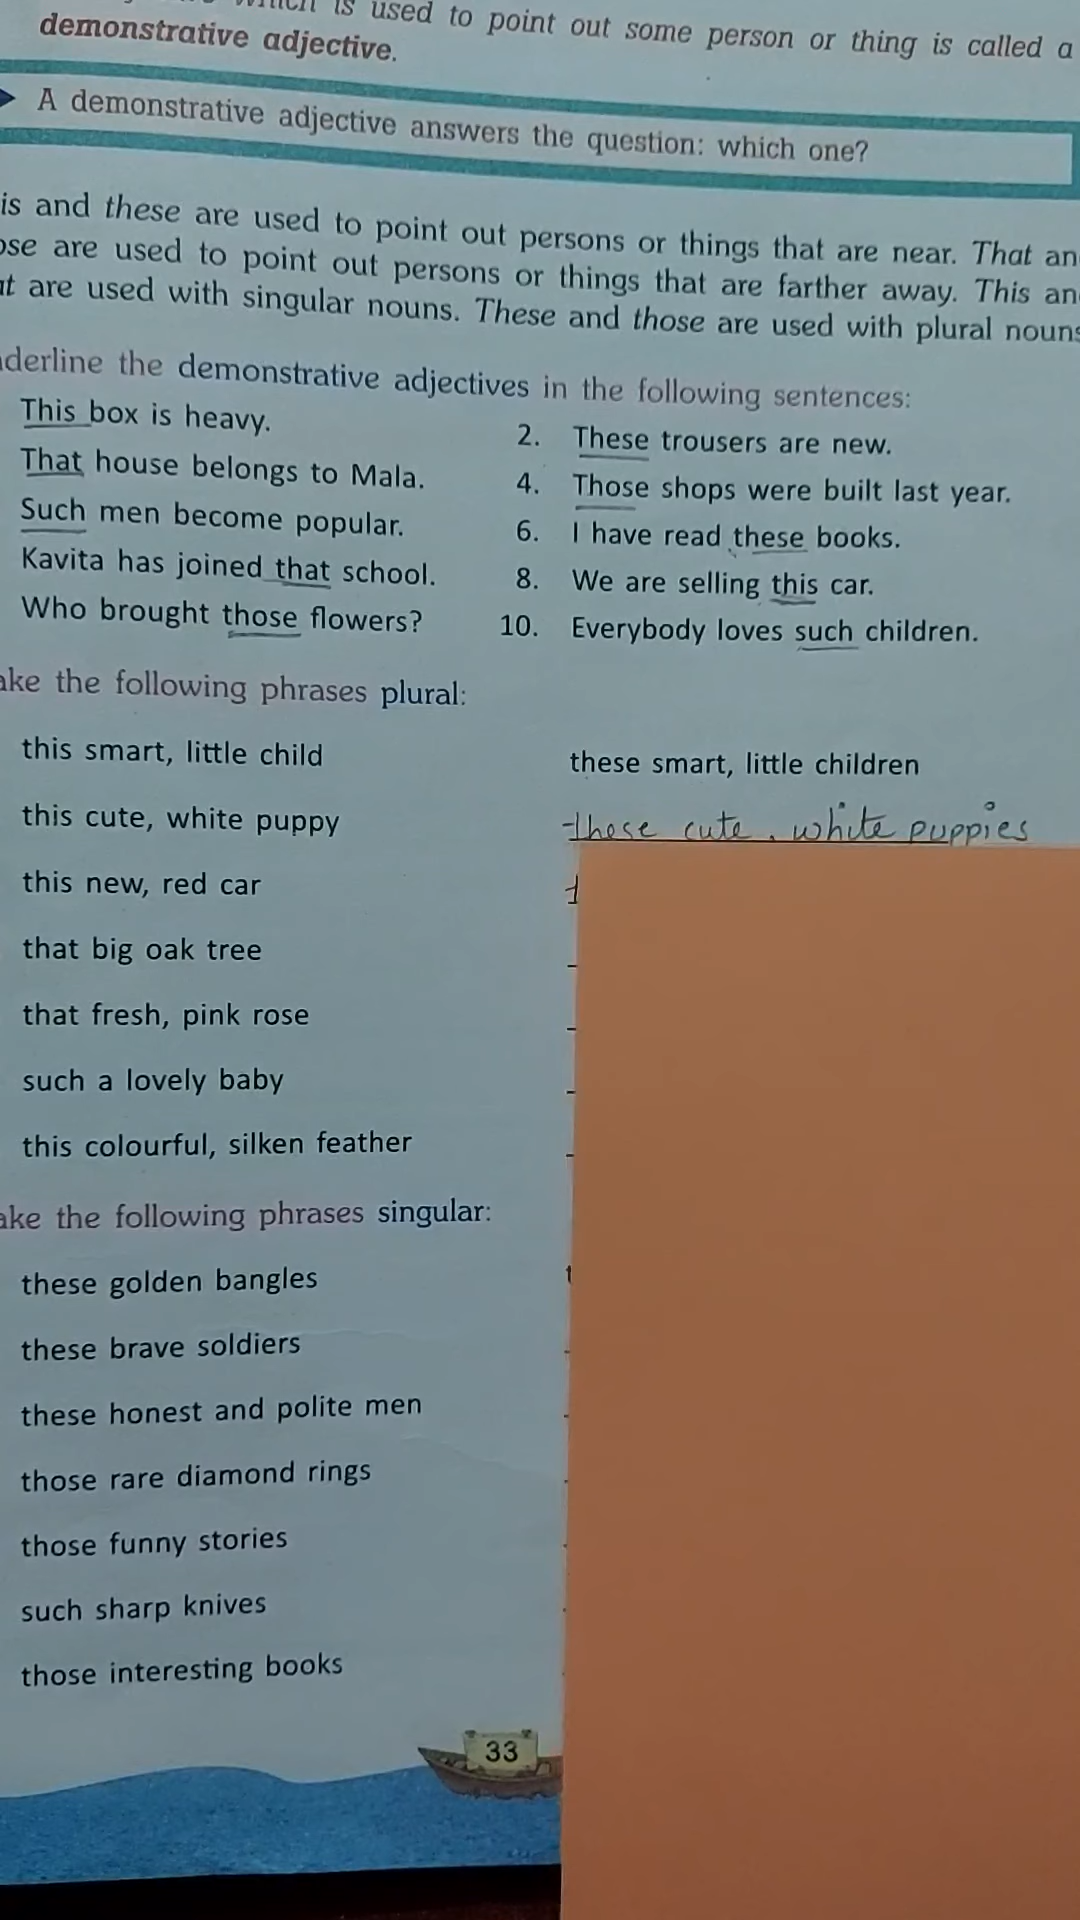 is used to point out some person or thing is called a
demonstrative adjective.
A demonstrative adjective answers the question: which one?
is and these are used to point out persons or things that are near. That an
ose are used to point out persons or things that are farther away. This an
at are used with singular nouns. These and those are used with plural nouns
derline the demonstrative adjectives in the following sentences:
This box is heavy.
2. These trousers are new.
That house belongs to Mala.
4. Those shops were built last year.
Such men become popular.
6. I have read these books.
Kavita has joined that school.
8. We are selling this car.
Who brought those flowers?
10. Everybody loves such children.
ake the following phrases plural:
this smart, little child
these smart, little children
this cute, white puppy
these cute, white puppies
this new, red car
that big oak tree
that fresh, pink rose
such a lovely baby
this colourful, silken feather
ake the following phrases singular:
these golden bangles
these brave soldiers
these honest and polite men
those rare diamond rings
those funny stories
such sharp knives
those interesting books
33